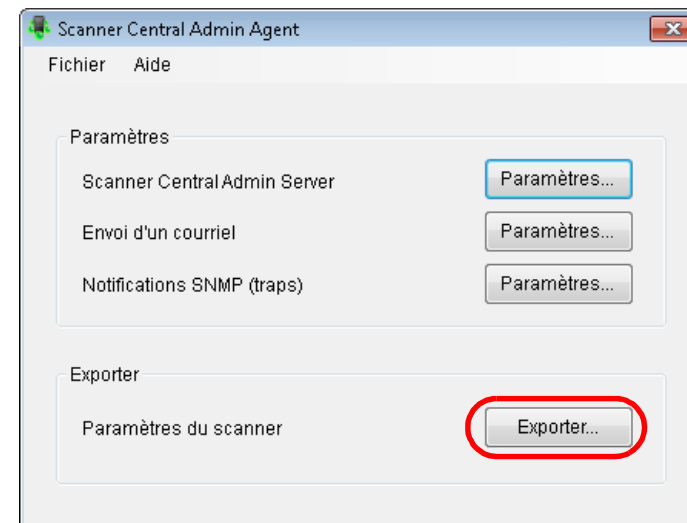 Scanner Central Admin Agent
Fichier Aide
Paramètres
Scanner Central Admin Server Paramètres...
Envoi d'un courriel Paramètres...
Notifications SNMP (traps) Paramètres...
Exporter
Paramètres du scanner Exporter...